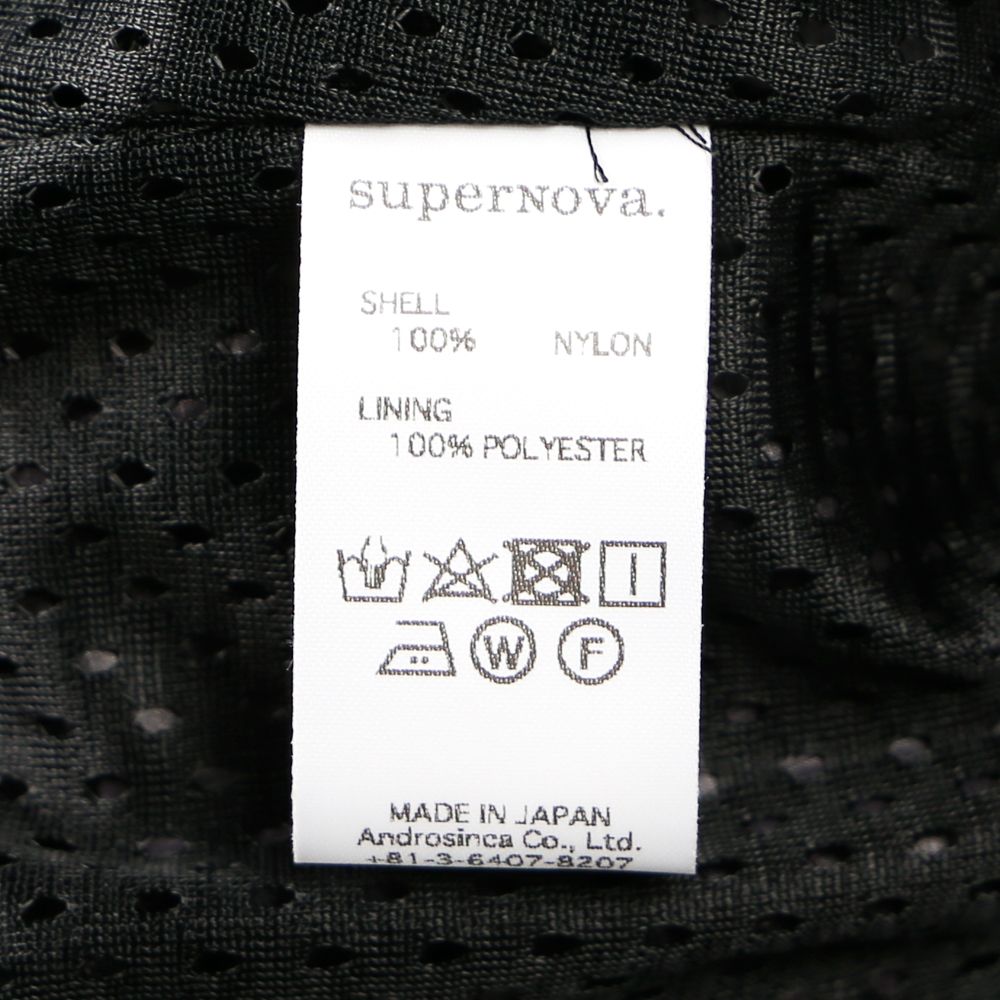 superNova.
SHELL
100% NYLON
LINING
100% POLYESTER
W F
MADE IN JAPAN
Androsinca Co., Ltd.
+81-3-6407-8207